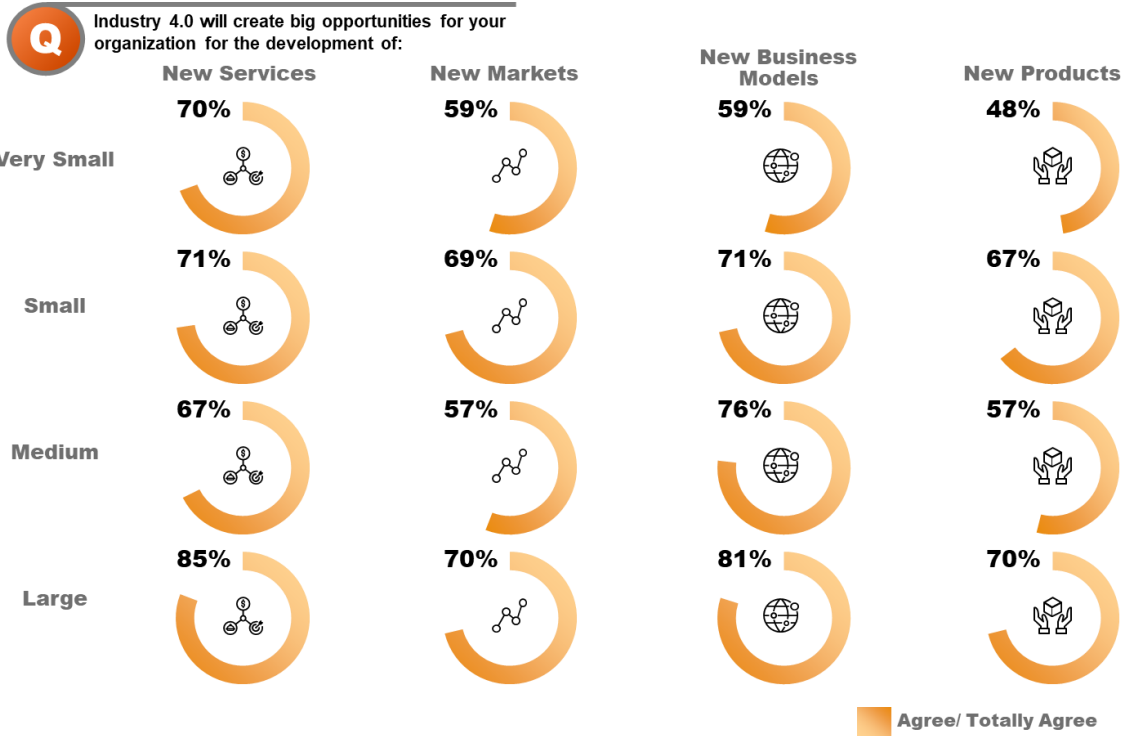 Q
Industry 4.0 will create big opportunities for your
organization for the development of:
New Services
New Markets
New Business
Models
New Products
Very Small
70%
59%
59%
48%
Small
71%
69%
71%
67%
Medium
67%
57%
76%
57%
Large
85%
70%
81%
70%
Agree/ Totally Agree